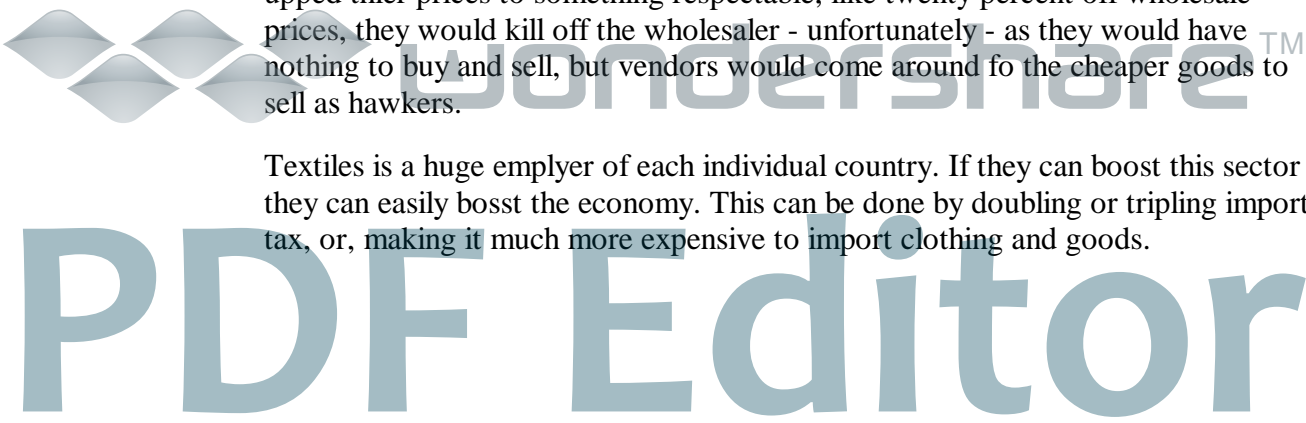 upped thier prices to something respectable, like twenty percent off wholesale
prices, they would kill off the wholesaler - unfortunately - as they would have
nothing to buy and sell, but vendors would come around fo the cheaper goods to
sell as hawkers.
wondershare™
Textiles is a huge emplyer of each individual country. If they can boost this sector
they can easily bosst the economy. This can be done by doubling or tripling import
tax, or, making it much more expensive to import clothing and goods.
PDF Editor